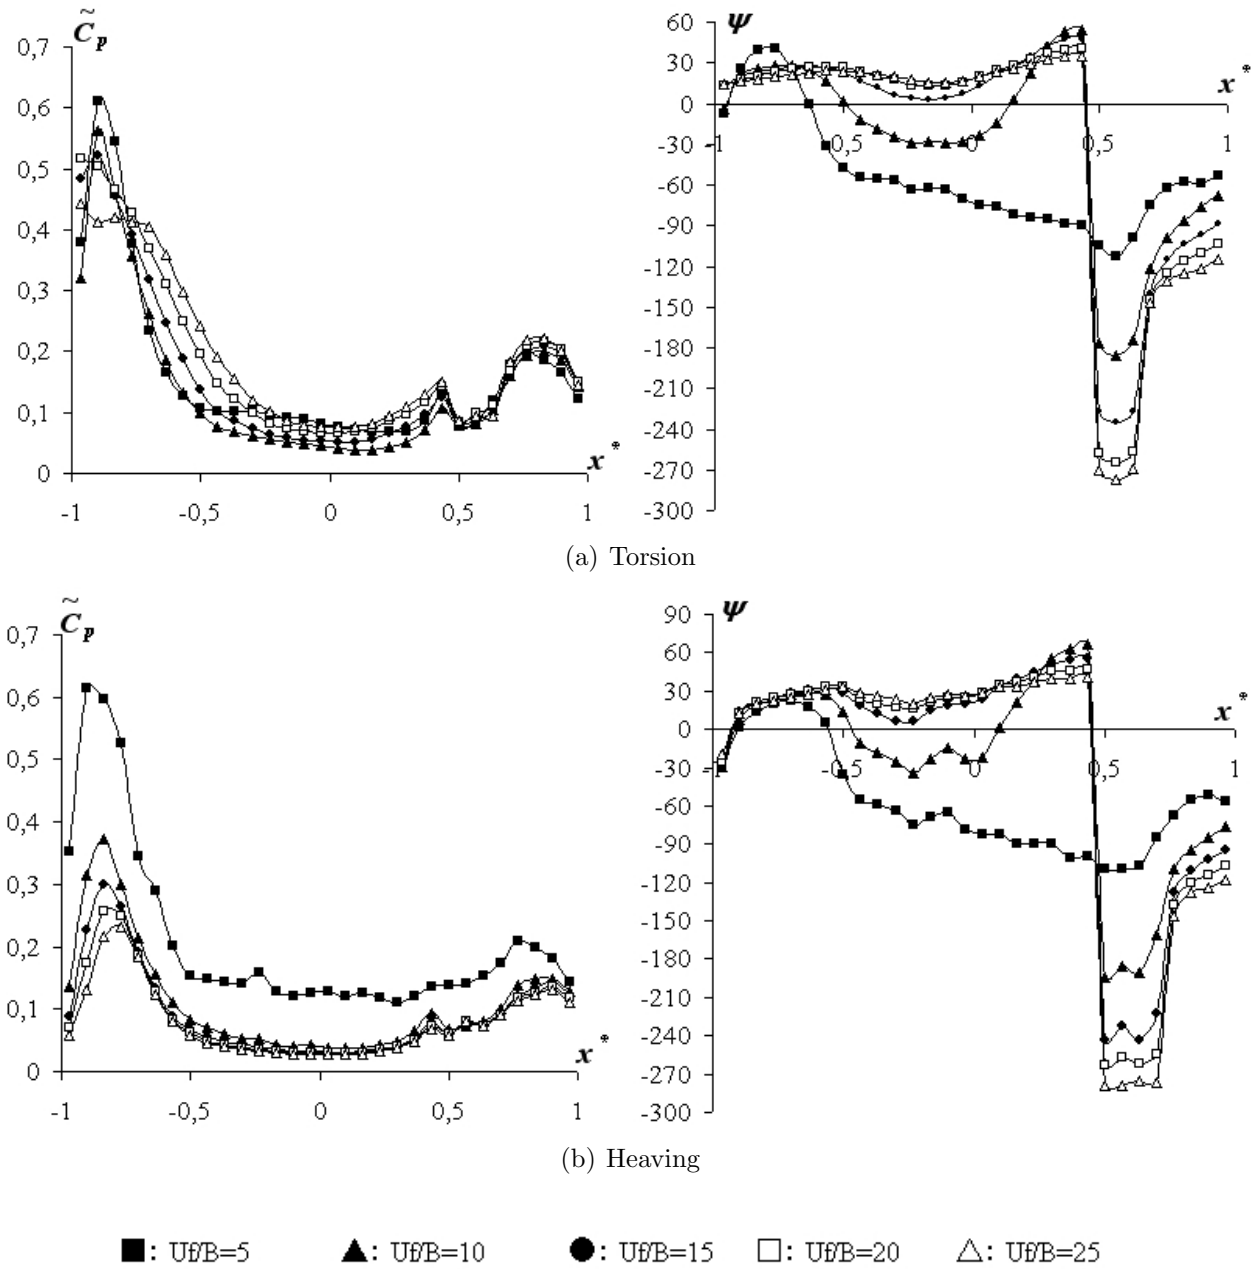 C̃p
0,7
0,6
0,5
0,4
0,3
0,2
0,1
0
-1 -0,5 0 0,5 1
x*
ψ
60
30
0
-30
-60
-90
-120
-150
-180
-210
-240
-270
-300
-1 -0,5 0 0,5 1
x*
(a) Torsion
C̃p
0,7
0,6
0,5
0,4
0,3
0,2
0,1
0
-1 -0,5 0 0,5 1
x*
ψ
90
60
30
0
-30
-60
-90
-120
-150
-180
-210
-240
-270
-300
-1 -0,5 0 0,5 1
x*
(b) Heaving
: Uf/B=5 : Uf/B=10 : Uf/B=15 : Uf/B=20 : Uf/B=25